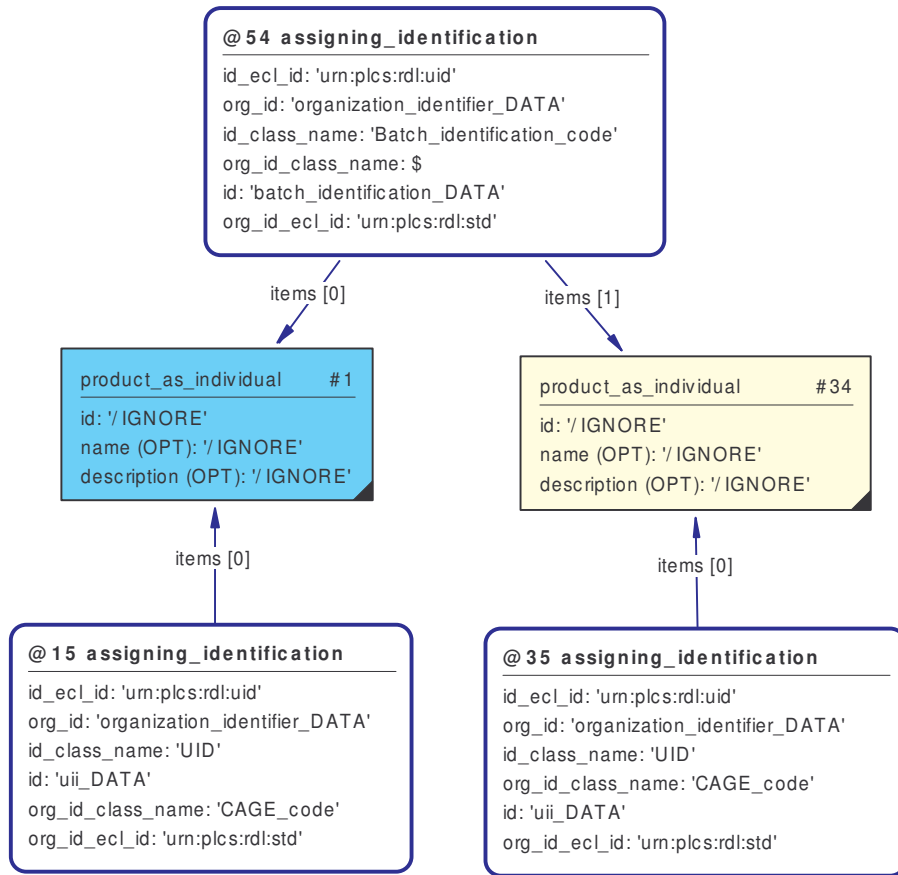 @54 assigning_identification
id_ecl_id: 'urn:plcs:rdl:uid'
org_id: 'organization_identifier_DATA'
id_class_name: 'Batch_identification_code'
org_id_class_name: $
id: 'batch_identification_DATA'
org_id_ecl_id: 'urn:plcs:rdl:std'
items [0]
items [1]
product_as_individual #1
id: '/IGNORE'
name (OPT): '/IGNORE'
description (OPT): '/IGNORE'
product_as_individual #34
id: '/IGNORE'
name (OPT): '/IGNORE'
description (OPT): '/IGNORE'
items [0]
items [0]
@15 assigning_identification
id_ecl_id: 'urn:plcs:rdl:uid'
org_id: 'organization_identifier_DATA'
id_class_name: 'UID'
id: 'uii_DATA'
org_id_class_name: 'CAGE_code'
org_id_ecl_id: 'urn:plcs:rdl:std'
@35 assigning_identification
id_ecl_id: 'urn:plcs:rdl:uid'
org_id: 'organization_identifier_DATA'
id_class_name: 'UID'
org_id_class_name: 'CAGE_code'
id: 'uii_DATA'
org_id_ecl_id: 'urn:plcs:rdl:std'